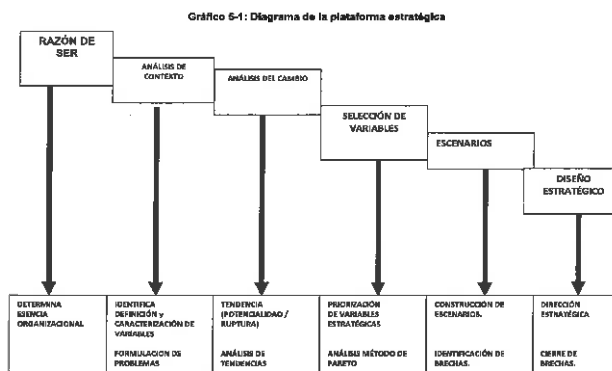 Gráfico 5-1: Diagrama de la plataforma estratégica
RAZÓN DE
SER
ANÁLISIS DE
CONTEXTO
ANÁLISIS DEL CAMBIO
SELECCIÓN DE
VARIABLES
ESCENARIOS
DISEÑO
ESTRATÉGICO
DETERMINA
ESENCIA
ORGANIZACIONAL
IDENTIFICA
DEFINICIÓN y
CARACTERIZACIÓN DE
VARIABLES
FORMULACION DE
PROBLEMAS
TENDENCIA
(POTENCIALIDAD /
RUPTURA)
ANÁLISIS DE
TENDENCIAS
PRIORIZACIÓN
DE VARIABLES
ESTRATÉGICAS
ANÁLISIS MÉTODO DE
PARETO
CONSTRUCCIÓN DE
ESCENARIOS.
IDENTIFICACIÓN DE
BRECHAS.
DIRECCIÓN
ESTRATÉGICA
CIERRE DE
BRECHAS.